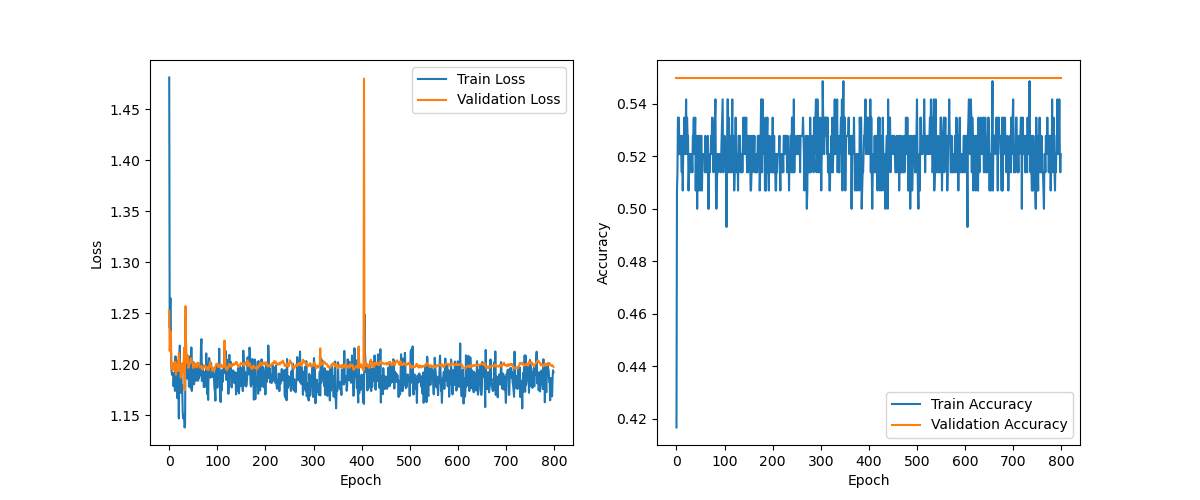 Train Loss
Validation Loss
1.45
1.40
1.35
1.30
1.25
1.20
1.15
Loss
0 100 200 300 400 500 600 700 800
Epoch
0.54
0.52
0.50
0.48
0.46
0.44
0.42
Accuracy
Train Accuracy
Validation Accuracy
0 100 200 300 400 500 600 700 800
Epoch